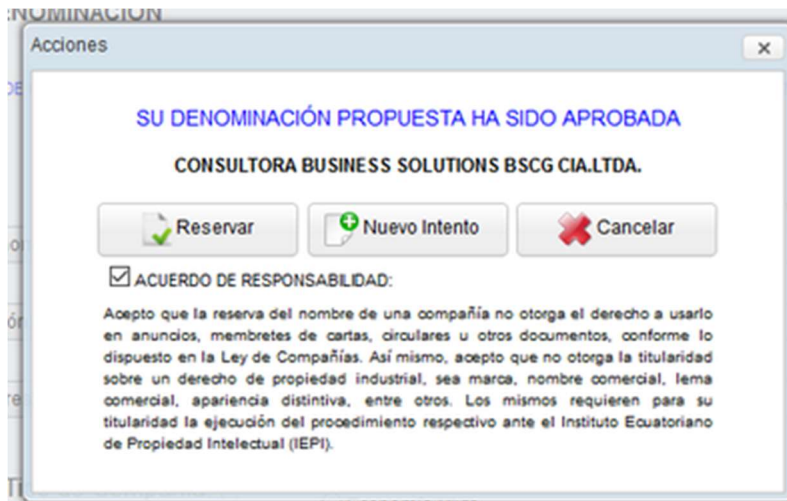 DENOMINACIÓN
Acciones
SU DENOMINACIÓN PROPUESTA HA SIDO APROBADA
CONSULTORA BUSINESS SOLUTIONS BSCG CIA.LTDA.
Reservar Nuevo Intento Cancelar
ACUERDO DE RESPONSABILIDAD:
Acepto que la reserva del nombre de una compañía no otorga el derecho a usarlo
en anuncios, membretes de cartas, circulares u otros documentos, conforme lo
dispuesto en la Ley de Compañías. Así mismo, acepto que no otorga la titularidad
sobre un derecho de propiedad industrial, sea marca, nombre comercial, lema
comercial, apariencia distintiva, entre otros. Los mismos requieren para su
titularidad la ejecución del procedimiento respectivo ante el Instituto Ecuatoriano
de Propiedad Intelectual (IEPI).